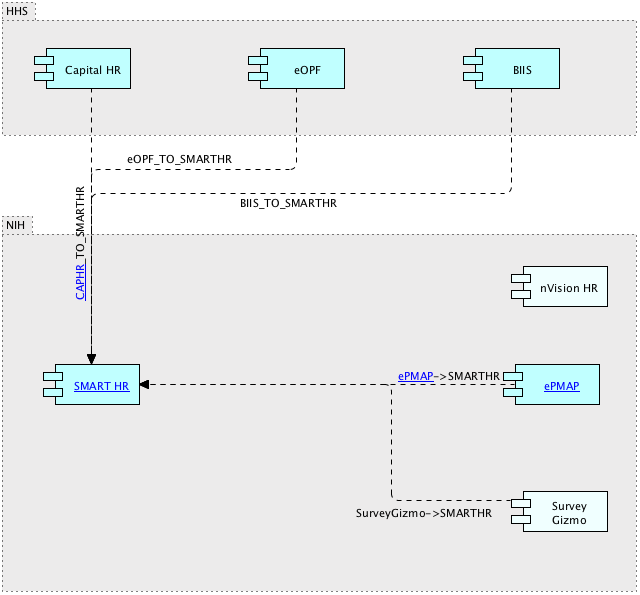 HHS
Capital HR
eOPF
BIIS
eOPF_TO_SMARTHR
BIIS_TO_SMARTHR
CAPHR_TO_SMARTHR
NIH
nVision HR
ePMAP->SMARTHR
SMART HR
ePMAP
SurveyGizmo->SMARTHR
Survey
Gizmo